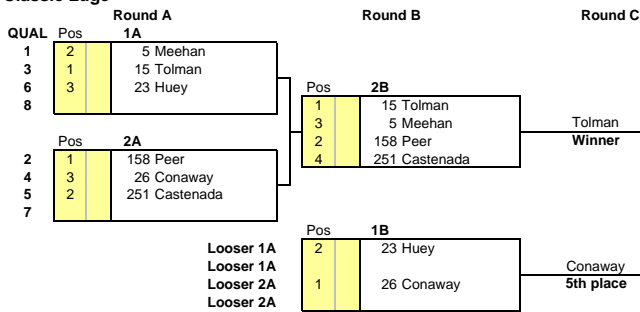 Round A Round B Round C
QUAL Pos 1A
1 2 5 Meehan
3 1 15 Tolman
6 3 23 Huey
8
Pos 2A
2 1 158 Peer
4 3 26 Conaway
5 2 251 Castenada
7
Pos 2B
1 15 Tolman
3 5 Meehan
2 158 Peer
4 251 Castenada
Tolman
Winner
Pos 1B
Looser 1A 2 23 Huey
Looser 1A
Looser 2A 1 26 Conaway
Looser 2A
Conaway
5th place